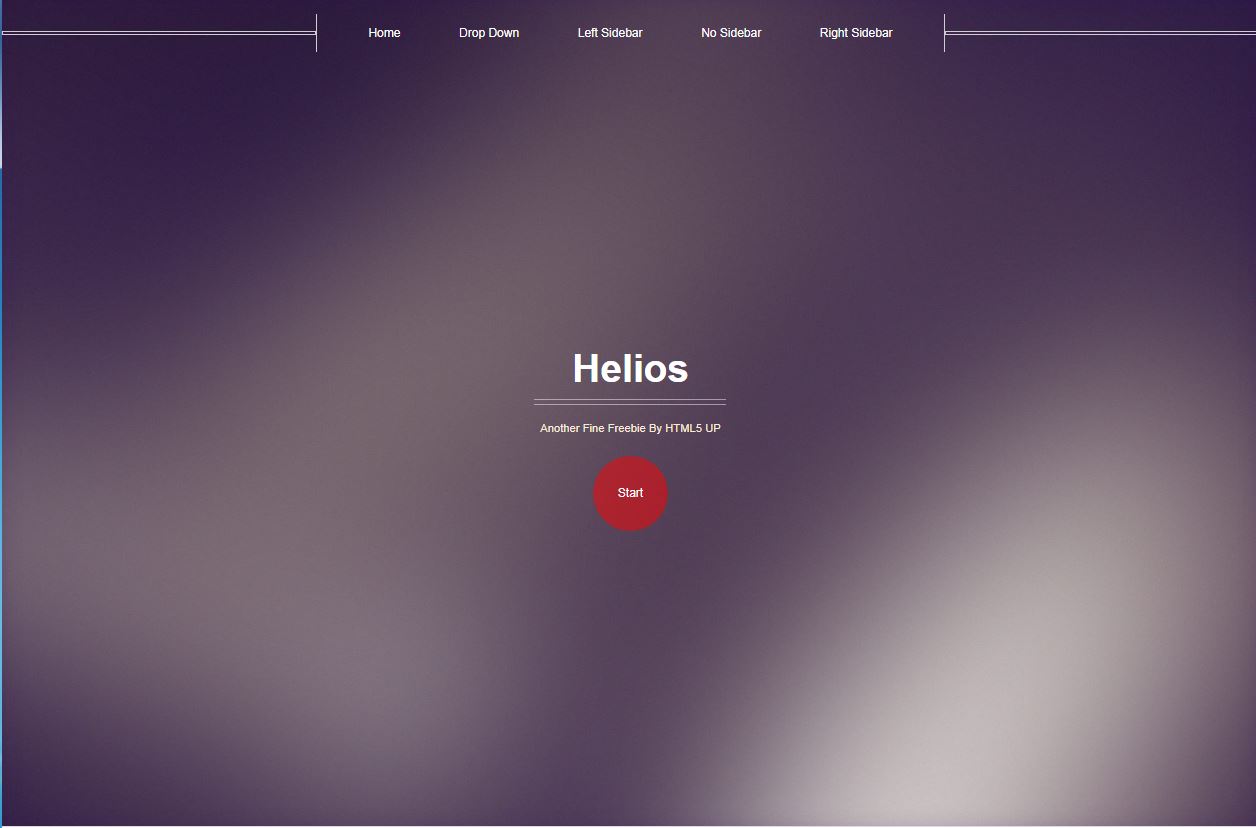 Home Drop Down Left Sidebar No Sidebar Right Sidebar
Helios
Another Fine Freebie By HTML5 UP
Start